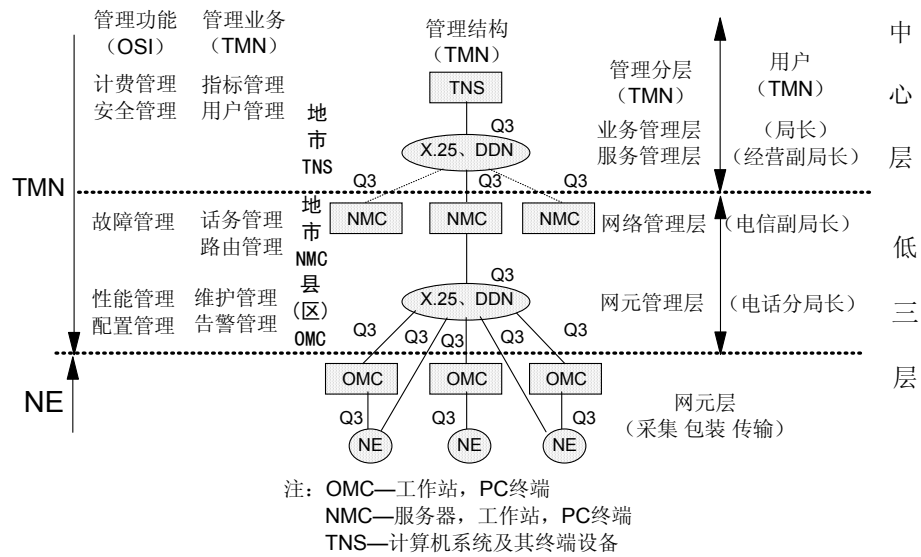 管理功能 管理业务
（OSI） （TMN）
计费管理 指标管理
安全管理 用户管理
管理结构
（TMN）
TNS
Q3
X.25、DDN
Q3 Q3 Q3
管理分层
（TMN）
业务管理层
服务管理层
用户
（TMN）
（局长）
（经营副局长）
中心层
地市TNS
TMN
故障管理 话务管理
路由管理
地市NMC
NMC NMC NMC
网络管理层 （电信副局长）
性能管理 维护管理
配置管理 告警管理
县（区）OMC
Q3
X.25、DDN
Q3 Q3 Q3 Q3 Q3
网元管理层 （电话分局长）
低三层
NE
OMC OMC OMC
Q3 Q3 Q3
NE NE NE
网元层
（采集 包装 传输）
注：OMC—工作站，PC终端
NMC—服务器，工作站，PC终端
TNS—计算机系统及其终端设备